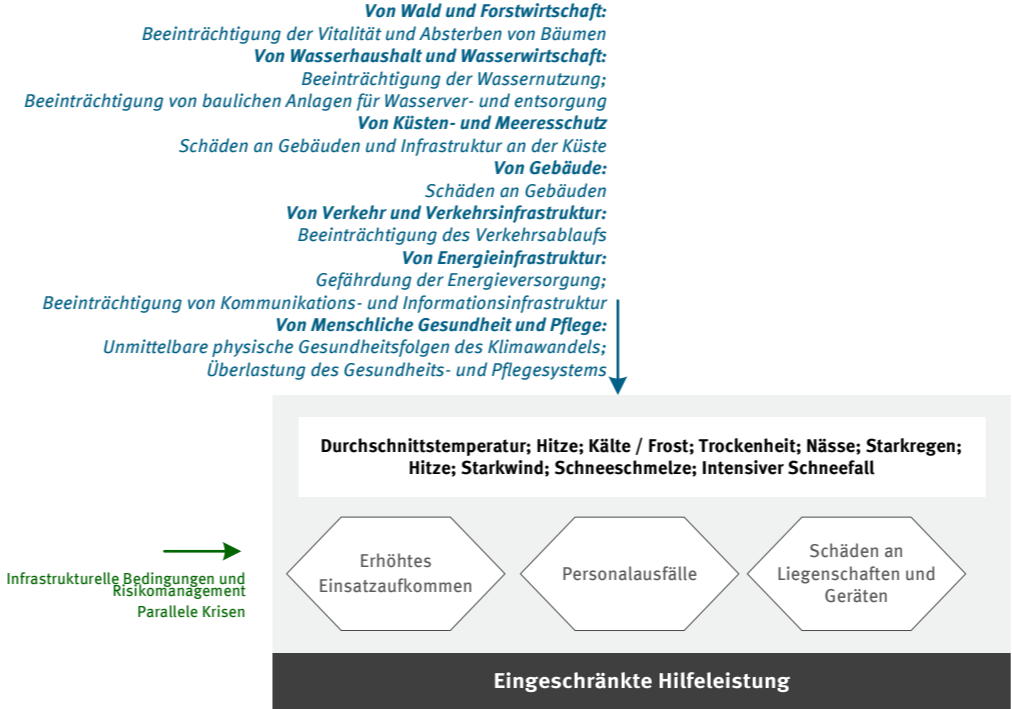 Von Wald und Forstwirtschaft:
Beeinträchtigung der Vitalität und Absterben von Bäumen
Von Wasserhaushalt und Wasserwirtschaft:
Beeinträchtigung der Wassernutzung;
Beeinträchtigung von baulichen Anlagen für Wasserver- und entsorgung
Von Küsten- und Meeresschutz
Schäden an Gebäuden und Infrastruktur an der Küste
Von Gebäude:
Schäden an Gebäuden
Von Verkehr und Verkehrsinfrastruktur:
Beeinträchtigung des Verkehrsablaufs
Von Energieinfrastruktur:
Gefährdung der Energieversorgung;
Beeinträchtigung von Kommunikations- und Informationsinfrastruktur
Von Menschliche Gesundheit und Pflege:
Unmittelbare physische Gesundheitsfolgen des Klimawandels;
Überlastung des Gesundheits- und Pflegesystems
Durchschnittstemperatur; Hitze; Kälte / Frost; Trockenheit; Nässe; Starkregen;
Hitze; Starkwind; Schneeschmelze; Intensiver Schneefall
Infrastrukturelle Bedingungen und
Risikomanagement
Parallele Krisen
Erhöhtes
Einsatzaufkommen
Personalausfälle
Schäden an
Liegenschaften und
Geräten
Eingeschränkte Hilfeleistung